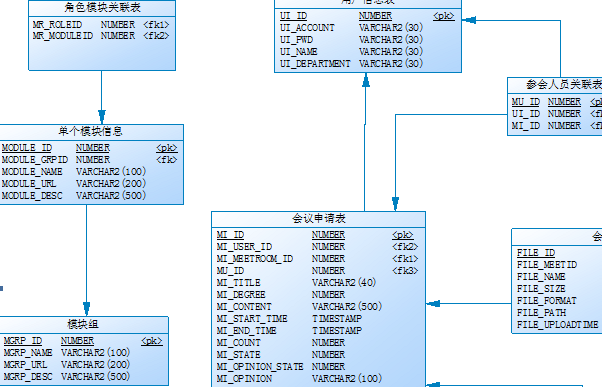 角色模块关联表
MR_ROLEID NUMBER <fk1>
MR_MODULEID NUMBER <fk2>
用户信息表
UI_ID NUMBER <pk>
UI_ACCOUNT VARCHAR2(30)
UI_PWD VARCHAR2(30)
UI_NAME VARCHAR2(30)
UI_DEPARTMENT VARCHAR2(30)
参会人员关联表
MU_ID NUMBER
UI_ID NUMBER
MI_ID NUMBER
单个模块信息
MODULE_ID NUMBER <pk>
MODULE_GRPID NUMBER <fk>
MODULE_NAME VARCHAR2(100)
MODULE_URL VARCHAR2(200)
MODULE_DESC VARCHAR2(500)
会议申请表
MI_ID NUMBER <pk>
MI_USER_ID NUMBER <fk2>
MI_MEETROOM_ID NUMBER <fk1>
MU_ID NUMBER <fk3>
MI_TITLE VARCHAR2(40)
MI_DEGREE NUMBER
MI_CONTENT VARCHAR2(500)
MI_START_TIME TIMESTAMP
MI_END_TIME TIMESTAMP
MI_COUNT NUMBER
MI_STATE NUMBER
MI_OPINION_STATE NUMBER
MI_OPINION VARCHAR2(100)
FILE_ID
FILE_MEETID
FILE_NAME
FILE_SIZE
FILE_FORMAT
FILE_PATH
FILE_UPLOADTIME
模块组
MGRP_ID NUMBER <pk>
MGRP_NAME VARCHAR2(100)
MGRP_URL VARCHAR2(200)
MGRP_DESC VARCHAR2(500)